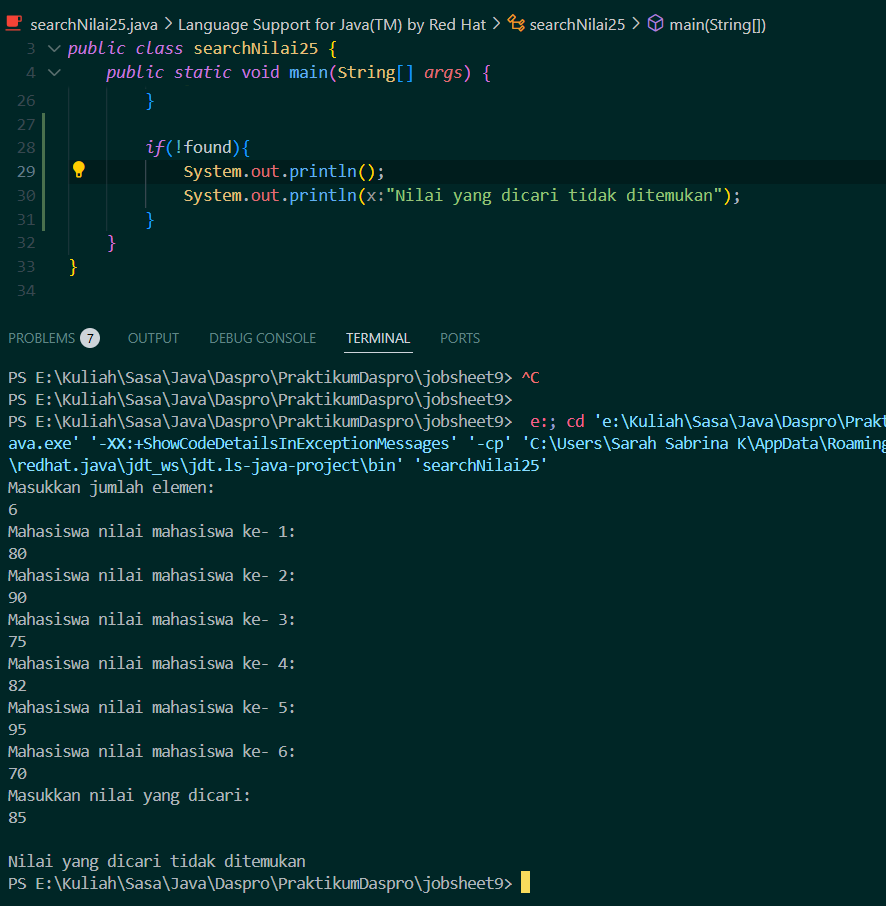 searchNilai25.java > Language Support for Java(TM) by Red Hat > searchNilai25 > main(String[])
3 public class searchNilai25 {
4 public static void main(String[] args) {
26 }
27
28 if(!found){
29 System.out.println();
30 System.out.println(x:"Nilai yang dicari tidak ditemukan");
31 }
32 }
33 }
34
PROBLEMS 7 OUTPUT DEBUG CONSOLE TERMINAL PORTS
PS E:\Kuliah\Sasa\Java\Daspro\PraktikumDaspro\jobsheet9> ^C
PS E:\Kuliah\Sasa\Java\Daspro\PraktikumDaspro\jobsheet9>
PS E:\Kuliah\Sasa\Java\Daspro\PraktikumDaspro\jobsheet9>  e:; cd 'e:\Kuliah\Sasa\Java\Daspro\Prakt
ava.exe' '-XX:+ShowCodeDetailsInExceptionMessages' '-cp' 'C:\Users\Sarah Sabrina K\AppData\Roaming
\redhat.java\jdt_ws\jdt.ls-java-project\bin' 'searchNilai25'
Masukkan jumlah elemen:
6
Mahasiswa nilai mahasiswa ke- 1:
80
Mahasiswa nilai mahasiswa ke- 2:
90
Mahasiswa nilai mahasiswa ke- 3:
75
Mahasiswa nilai mahasiswa ke- 4:
82
Mahasiswa nilai mahasiswa ke- 5:
95
Mahasiswa nilai mahasiswa ke- 6:
70
Masukkan nilai yang dicari:
85
Nilai yang dicari tidak ditemukan
PS E:\Kuliah\Sasa\Java\Daspro\PraktikumDaspro\jobsheet9>